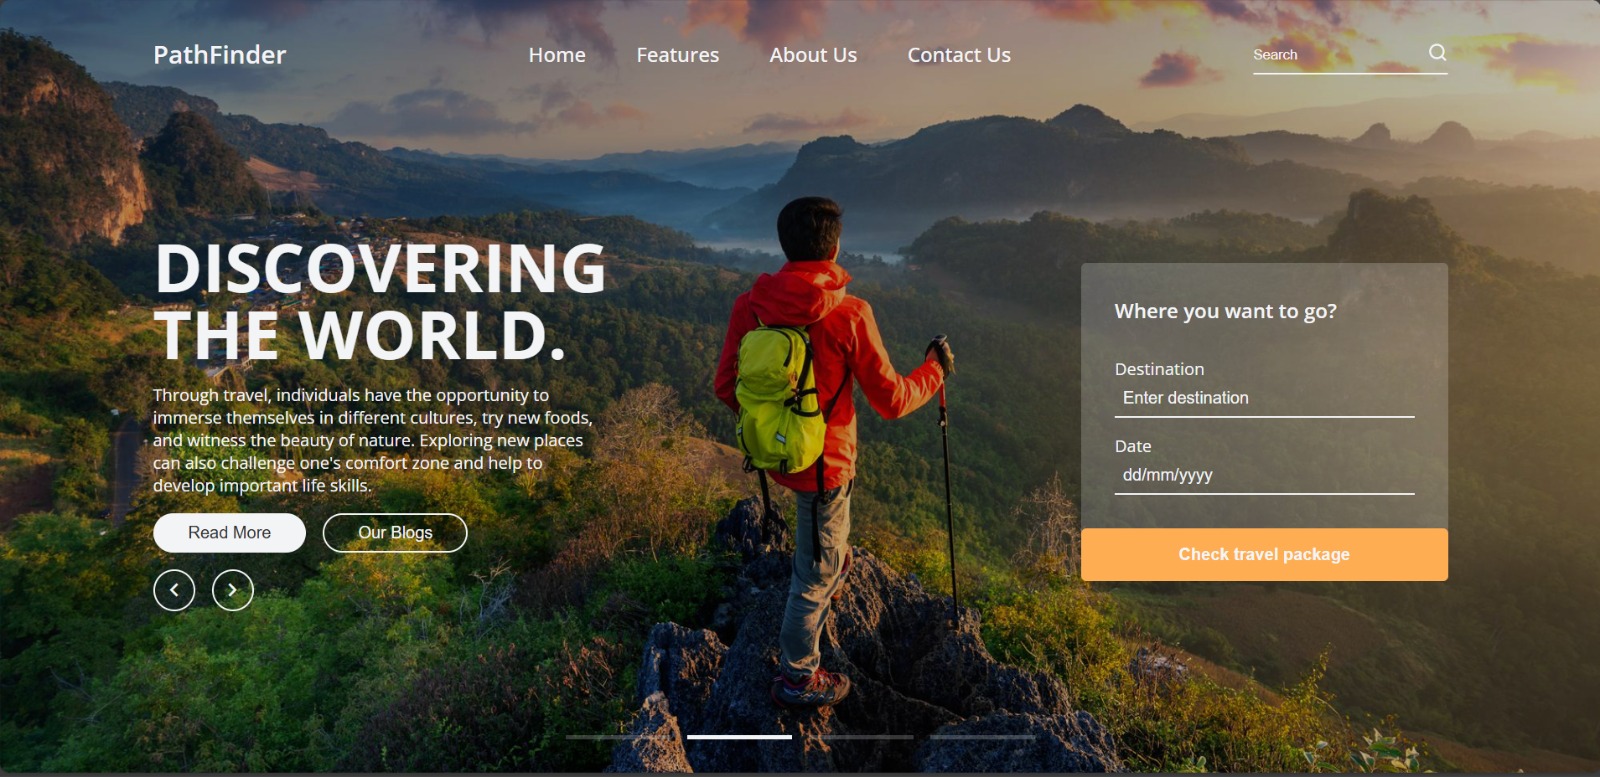 PathFinder
Home
Features
About Us
Contact Us
Search
DISCOVERING
THE WORLD.
Through travel, individuals have the opportunity to
immerse themselves in different cultures, try new foods,
and witness the beauty of nature. Exploring new places
can also challenge one's comfort zone and help to
develop important life skills.
Read More
Our Blogs
Where you want to go?
Destination
Enter destination
Date
dd/mm/yyyy
Check travel package